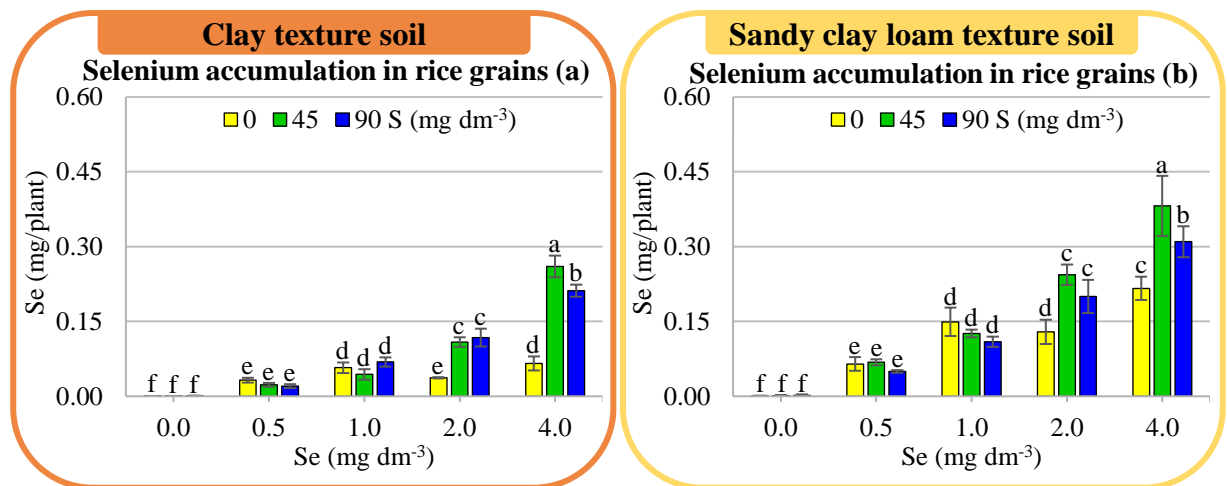 Clay texture soil
Selenium accumulation in rice grains (a)
0.60
0 45 90 S (mg dm-3)
0.45
0.30
0.15
0.00
Se (mg/plant)
f f f e e e d d d e c c d a b
0.0 0.5 1.0 2.0 4.0
Se (mg dm-3)
Sandy clay loam texture soil
Selenium accumulation in rice grains (b)
0.60
0 45 90 S (mg dm-3)
0.45
0.30
0.15
0.00
Se (mg/plant)
f f f e e e d d d d c c c a b
0.0 0.5 1.0 2.0 4.0
Se (mg dm-3)